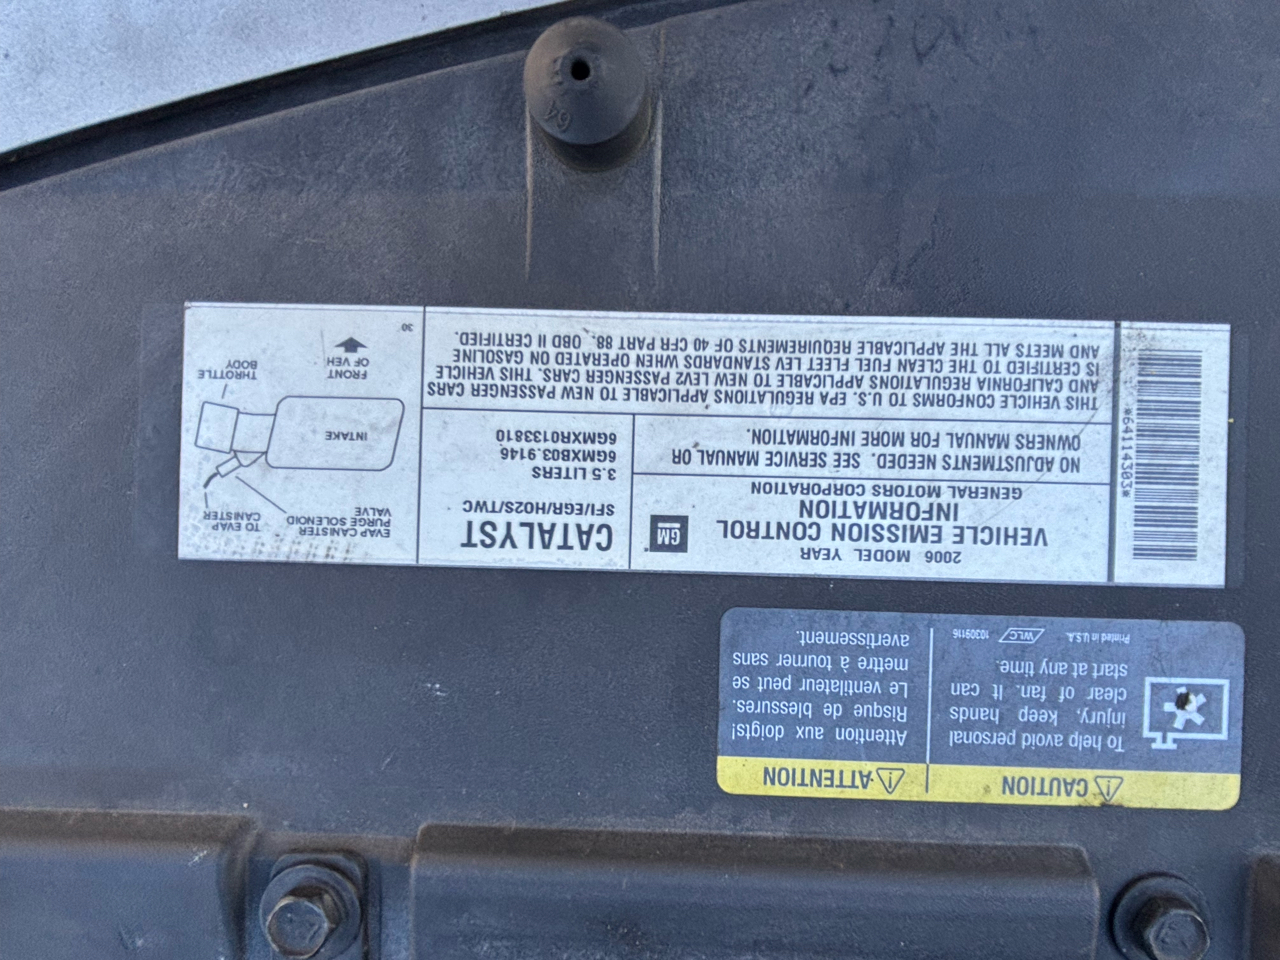 CAUTION
To help avoid personal
injury, keep hands
clear of fan. It can
start at any time.
Printed in U.S.A.
WLC
10309116
ATTENTION
Attention aux doigts!
Risque de blessures.
Le ventilateur peut se
mettre à tourner sans
avertissement.
*64114303*
2006 MODEL YEAR
VEHICLE EMISSION CONTROL
INFORMATION
GENERAL MOTORS CORPORATION
GM
NO ADJUSTMENTS NEEDED. SEE SERVICE MANUAL OR
OWNERS MANUAL FOR MORE INFORMATION.
CATALYST
SFI/EGR/HO2S/TWC
3.5 LITERS
6GMXB03.9146
6GMXR0133810
THIS VEHICLE CONFORMS TO U.S. EPA REGULATIONS APPLICABLE TO NEW PASSENGER CARS
AND CALIFORNIA REGULATIONS APPLICABLE TO NEW LEV2 PASSENGER CARS. THIS VEHICLE
IS CERTIFIED TO THE CLEAN FUEL FLEET LEV STANDARDS WHEN OPERATED ON GASOLINE
AND MEETS ALL THE APPLICABLE REQUIREMENTS OF 40 CFR PART 88. OBD II CERTIFIED.
EVAP CANISTER
PURGE SOLENOID
VALVE
TO EVAP
CANISTER
INTAKE
FRONT
OF VEH
THROTTLE
BODY
30
64